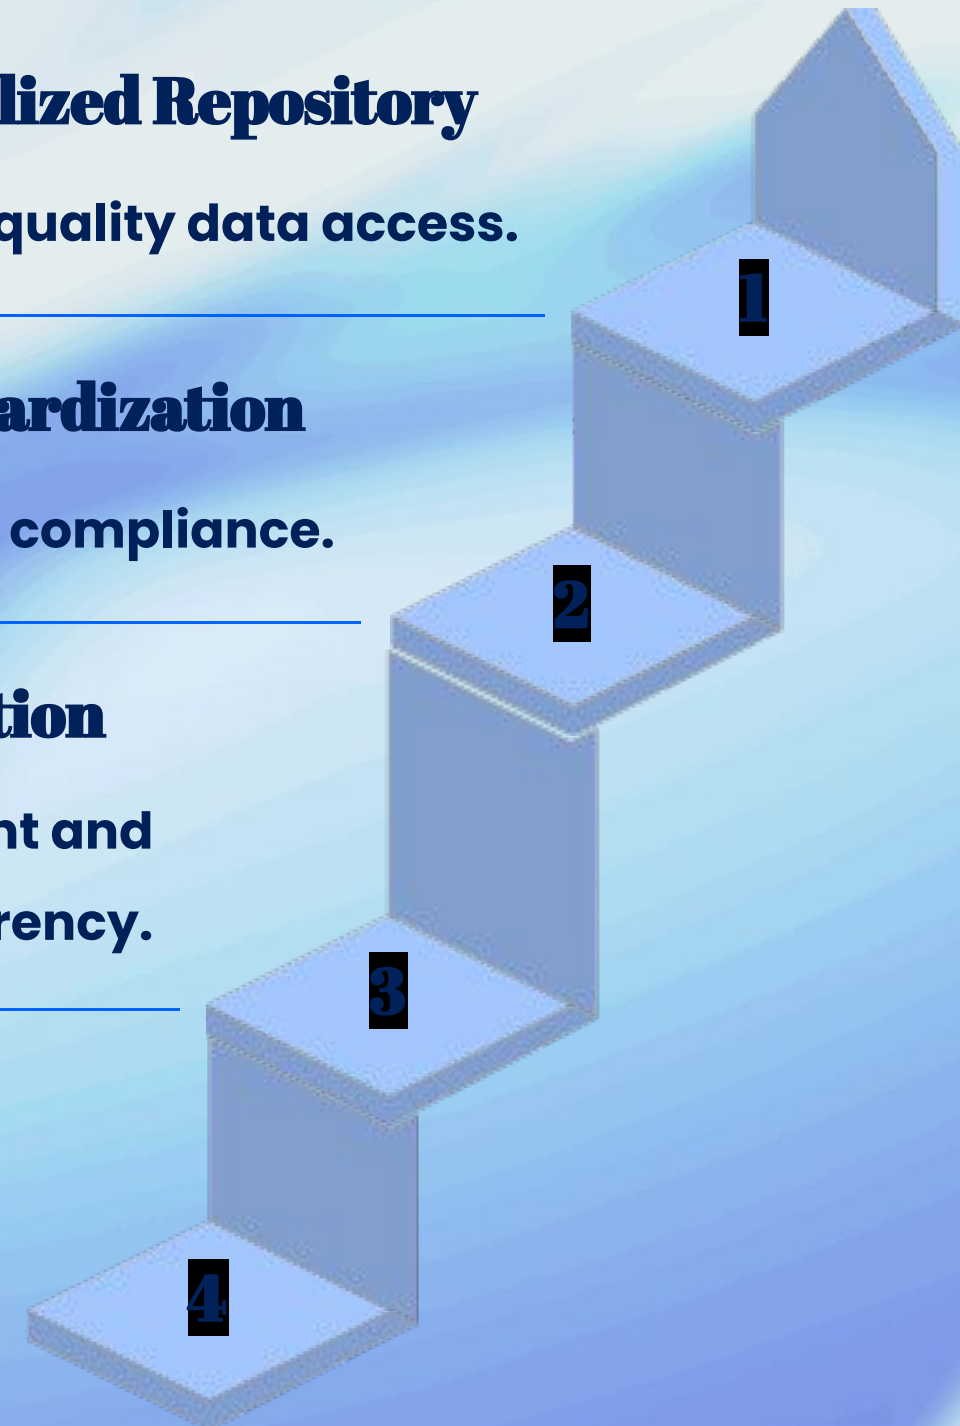 lized Repository
quality data access.
1
ardization
compliance.
2
tion
nt and
rency.
3
4